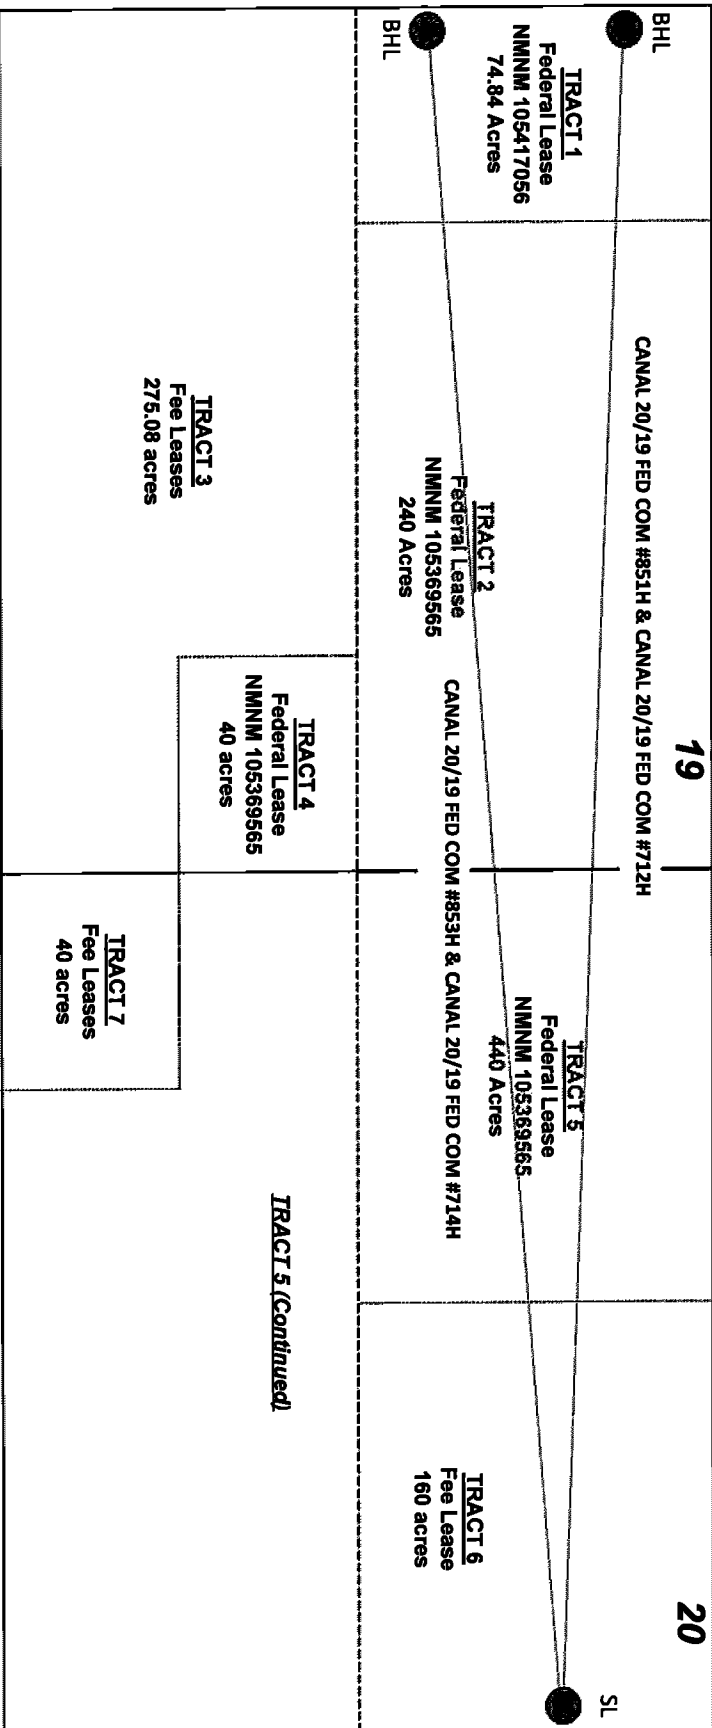 19
20
BHL
CANAL 20/19 FED COM #851H & CANAL 20/19 FED COM #712H
SL
TRACT 1
Federal Lease
NMNM 105417056
74.84 Acres
TRACT 5
Federal Lease
NMNM 105369565
440 Acres
BHL
TRACT 2
Federal Lease
NMNM 105369565
240 Acres
CANAL 20/19 FED COM #853H & CANAL 20/19 FED COM #714H
TRACT 6
Fee Lease
160 acres
TRACT 4
Federal Lease
NMNM 105369565
40 acres
TRACT 5 (Continued)
TRACT 3
Fee Leases
275.08 acres
TRACT 7
Fee Leases
40 acres